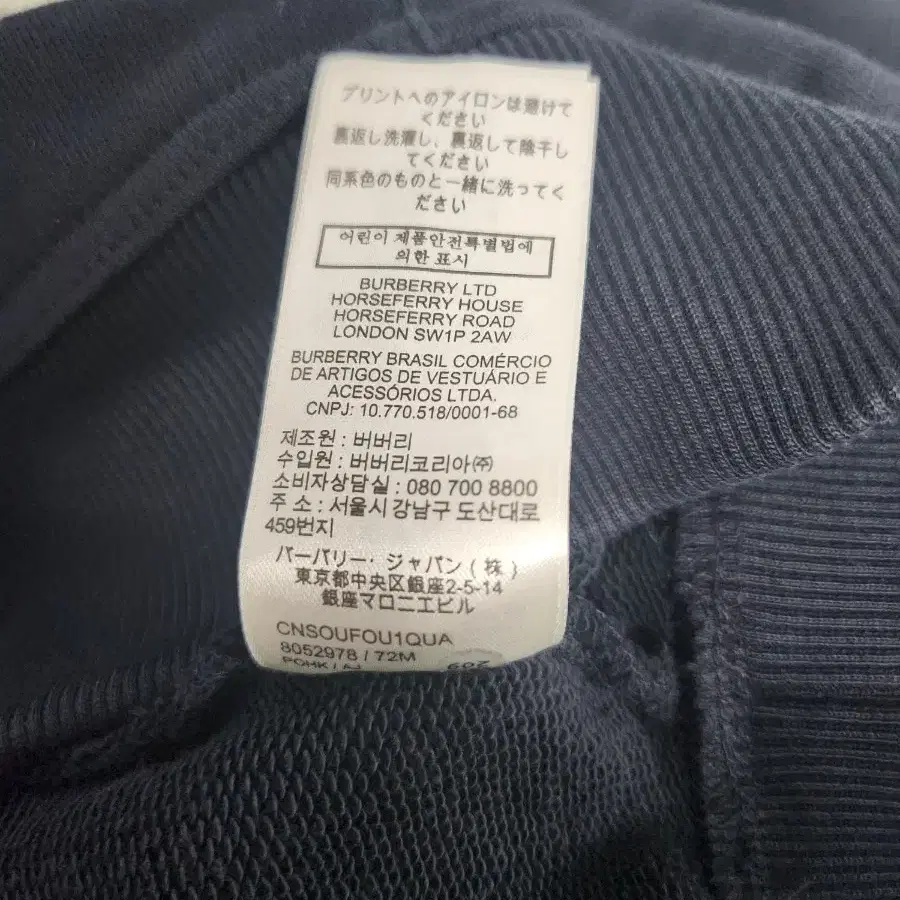 プリントへのアイロンは避けて
ください
裏返し洗濯し、裏返して陰干し
てください
同系色のものと一緒に洗ってく
ださい
어린이 제품안전특별법에
의한 표시
BURBERRY LTD
HORSEFERRY HOUSE
HORSEFERRY ROAD
LONDON SW1P 2AW
BURBERRY BRASIL COMÉRCIO
DE ARTIGOS DE VESTUÁRIO E
ACESSÓRIOS LTDA.
CNPJ: 10.770.518/0001-68
제조원 : 버버리
수입원 : 버버리코리아㈜
소비자상담실 : 080 700 8800
주 소 : 서울시 강남구 도산대로
459번지
バーバリー・ジャパン(株)
東京都中央区銀座2-5-14
銀座マロニエビル
CNSOUFOU1QUA
8052978 / 72M